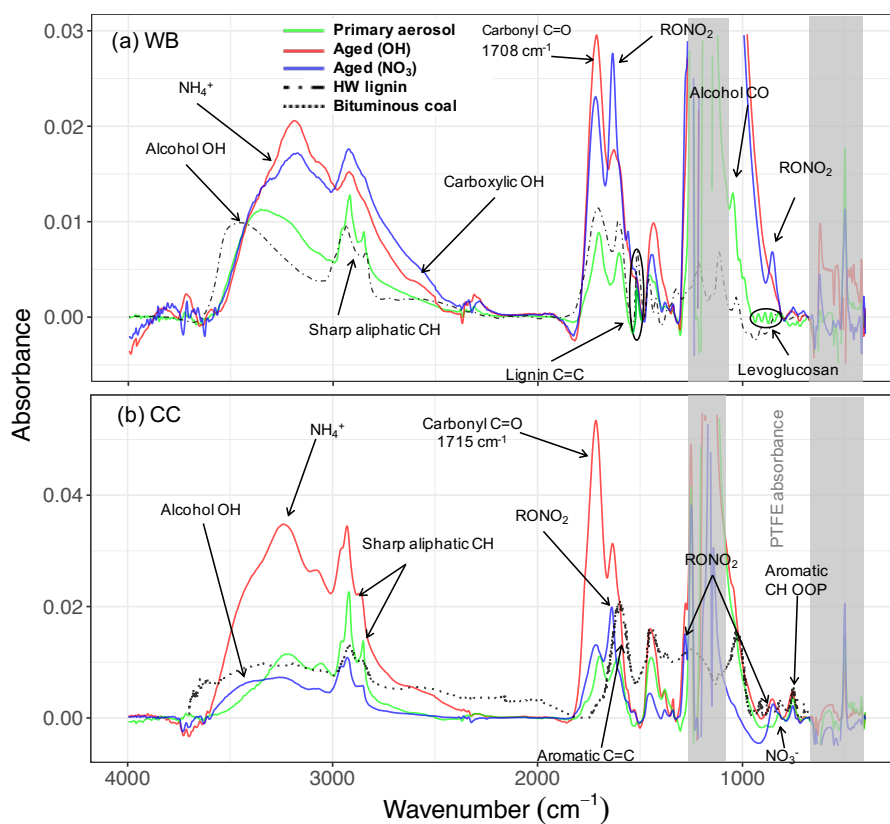 (a) WB
Primary aerosol
Aged (OH)
Aged (NO₃)
HW lignin
Bituminous coal
Carbonyl C=O
1708 cm⁻¹
RONO₂
NH₄⁺
Alcohol OH
Carboxylic OH
Alcohol CO
RONO₂
Sharp aliphatic CH
Lignin C=C
Levoglucosan
0.03
0.02
0.01
0.00
Absorbance
(b) CC
NH₄⁺
Carbonyl C=O
1715 cm⁻¹
Alcohol OH
Sharp aliphatic CH
RONO₂
RONO₂
PTFE absorbance
Aromatic
CH OOP
Aromatic C=C
NO₃⁻
0.04
0.02
0.00
4000 3000 2000 1000
Wavenumber (cm⁻¹)